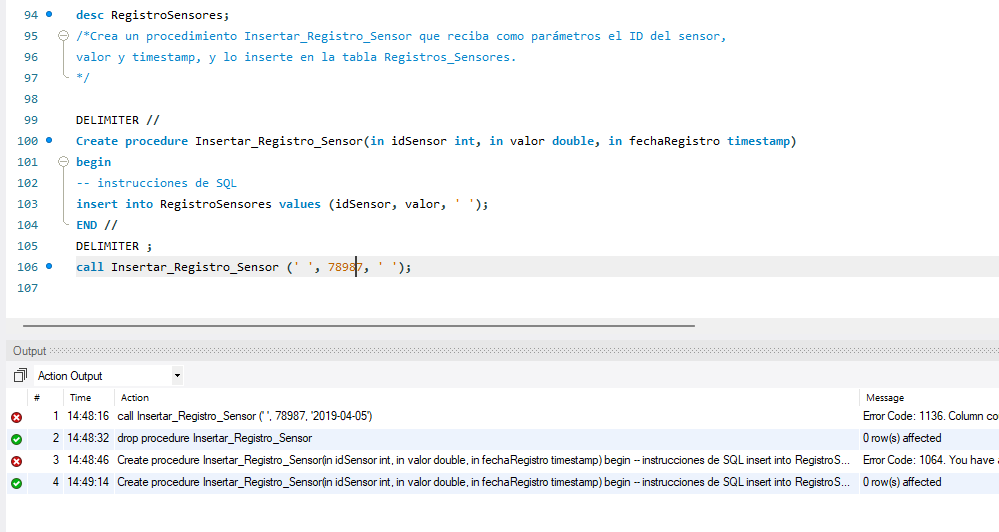 94 desc RegistroSensores;
95 /*Crea un procedimiento Insertar_Registro_Sensor que reciba como parámetros el ID del sensor,
96 valor y timestamp, y lo inserte en la tabla Registros_Sensores.
97 */
98
99 DELIMITER //
100 Create procedure Insertar_Registro_Sensor(in idSensor int, in valor double, in fechaRegistro timestamp)
101 begin
102 -- instrucciones de SQL
103 insert into RegistroSensores values (idSensor, valor, ' ');
104 END //
105 DELIMITER ;
106 call Insertar_Registro_Sensor (' ', 78987, ' ');
107
Output
Action Output
# Time Action Message
1 14:48:16 call Insertar_Registro_Sensor (' ', 78987, '2019-04-05') Error Code: 1136. Column co
2 14:48:32 drop procedure Insertar_Registro_Sensor 0 row(s) affected
3 14:48:46 Create procedure Insertar_Registro_Sensor(in idSensor int, in valor double, in fechaRegistro timestamp) begin -- instrucciones de SQL insert into RegistroS... Error Code: 1064. You have a
4 14:49:14 Create procedure Insertar_Registro_Sensor(in idSensor int, in valor double, in fechaRegistro timestamp) begin -- instrucciones de SQL insert into RegistroS... 0 row(s) affected